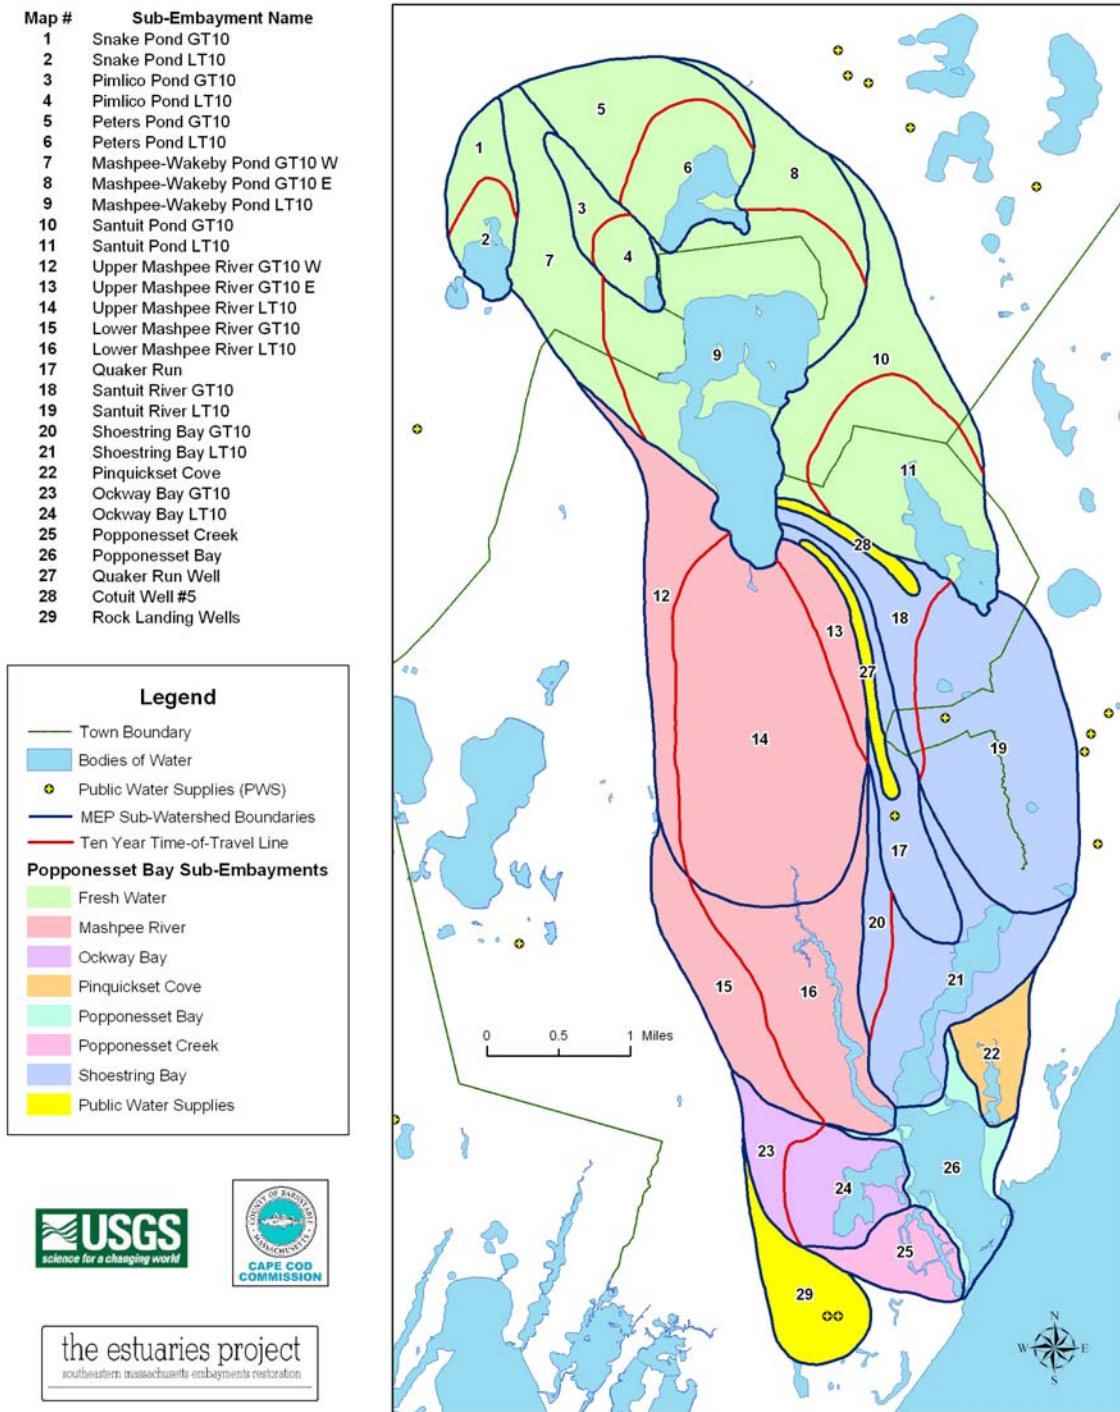 Map # Sub-Embayment Name
1 Snake Pond GT10
2 Snake Pond LT10
3 Pimlico Pond GT10
4 Pimlico Pond LT10
5 Peters Pond GT10
6 Peters Pond LT10
7 Mashpee-Wakeby Pond GT10 W
8 Mashpee-Wakeby Pond GT10 E
9 Mashpee-Wakeby Pond LT10
10 Santuit Pond GT10
11 Santuit Pond LT10
12 Upper Mashpee River GT10 W
13 Upper Mashpee River GT10 E
14 Upper Mashpee River LT10
15 Lower Mashpee River GT10
16 Lower Mashpee River LT10
17 Quaker Run
18 Santuit River GT10
19 Santuit River LT10
20 Shoestring Bay GT10
21 Shoestring Bay LT10
22 Pinquickset Cove
23 Ockway Bay GT10
24 Ockway Bay LT10
25 Popponesset Creek
26 Popponesset Bay
27 Quaker Run Well
28 Cotuit Well #5
29 Rock Landing Wells
Legend
Town Boundary
Bodies of Water
Public Water Supplies (PWS)
MEP Sub-Watershed Boundaries
Ten Year Time-of-Travel Line
Popponesset Bay Sub-Embayments
Fresh Water
Mashpee River
Ockway Bay
Pinquickset Cove
Popponesset Bay
Popponesset Creek
Shoestring Bay
Public Water Supplies
USGS
science for a changing world
COUNTY OF BARNSTABLE
MASSACHUSETTS
CAPE COD
COMMISSION
the estuaries project
southeastern massachusetts embayments restoration
5
1
6
8
3
2
7
4
9
10
11
28
12
18
13
27
14
19
17
20
21
15
16
0 0.5 1 Miles
22
23
26
24
25
29
N
W E
S